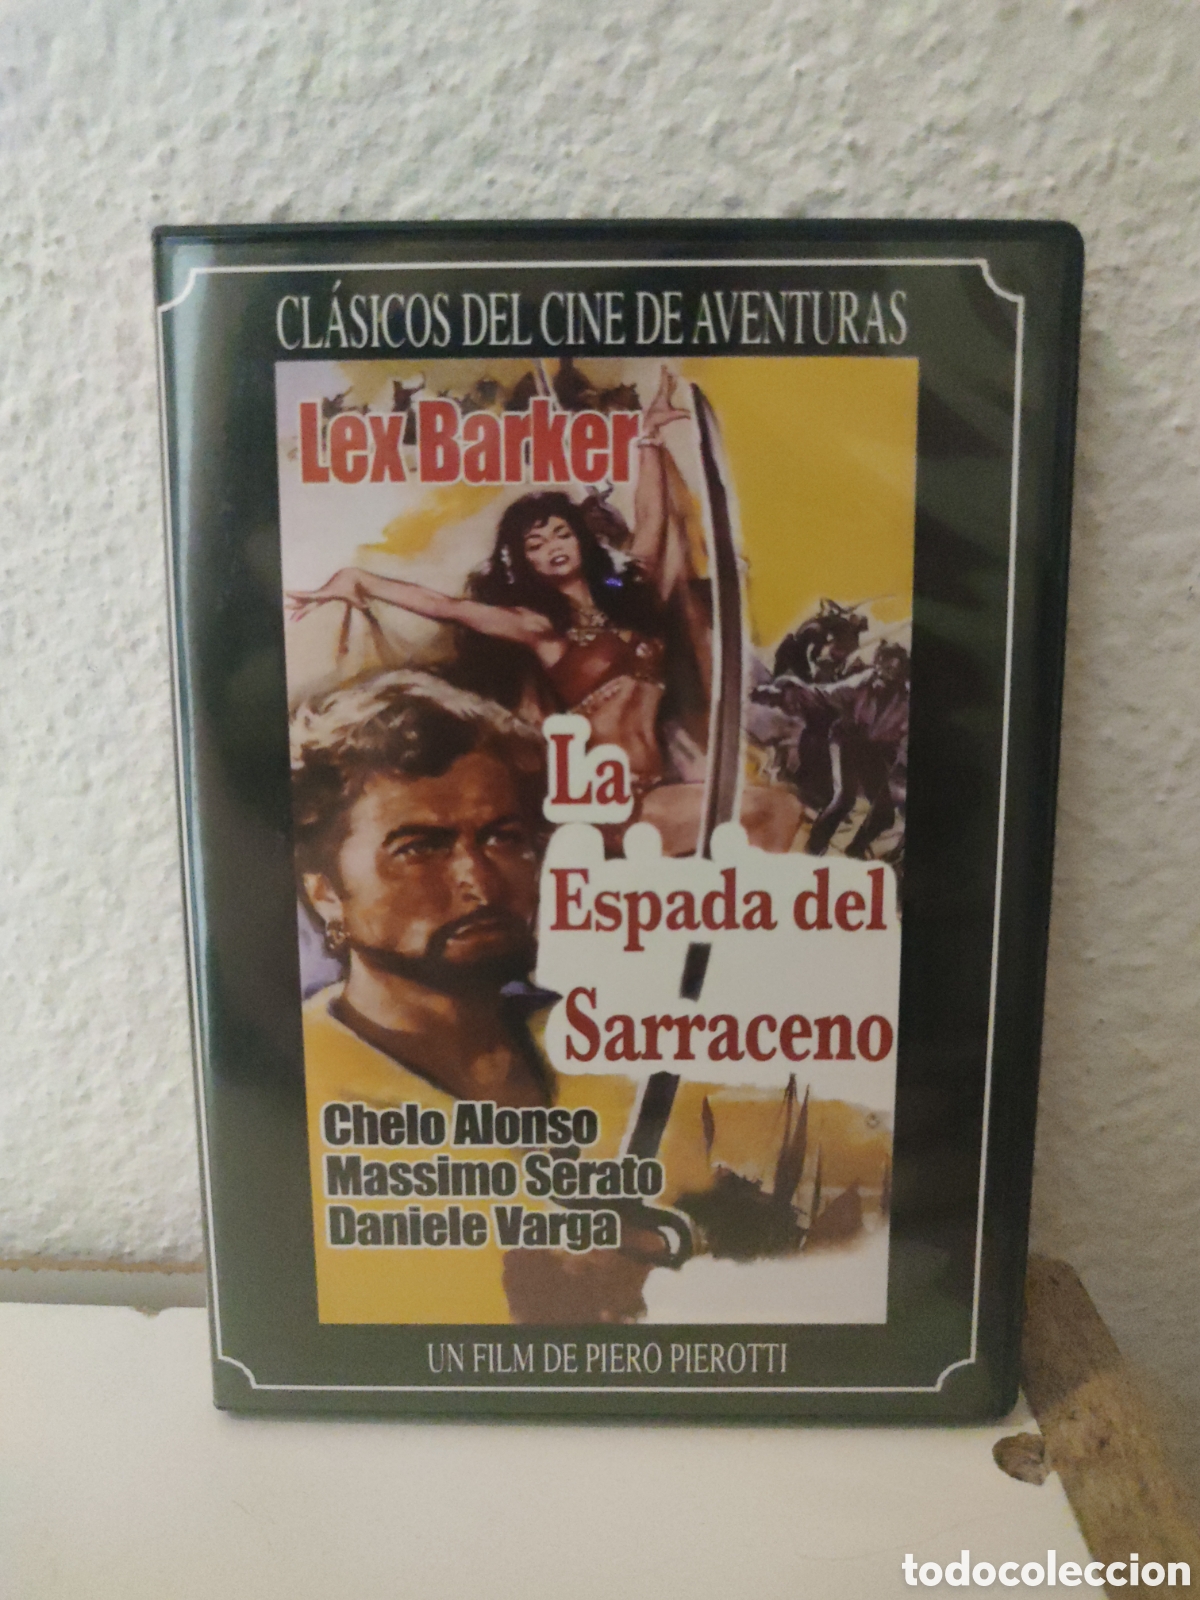 CLÁSICOS DEL CINE DE AVENTURAS
Lex Barker
La
Espada del
Sarraceno
Chelo Alonso
Massimo Serato
Daniele Varga
UN FILM DE PIERO PIEROTTI
todocoleccion